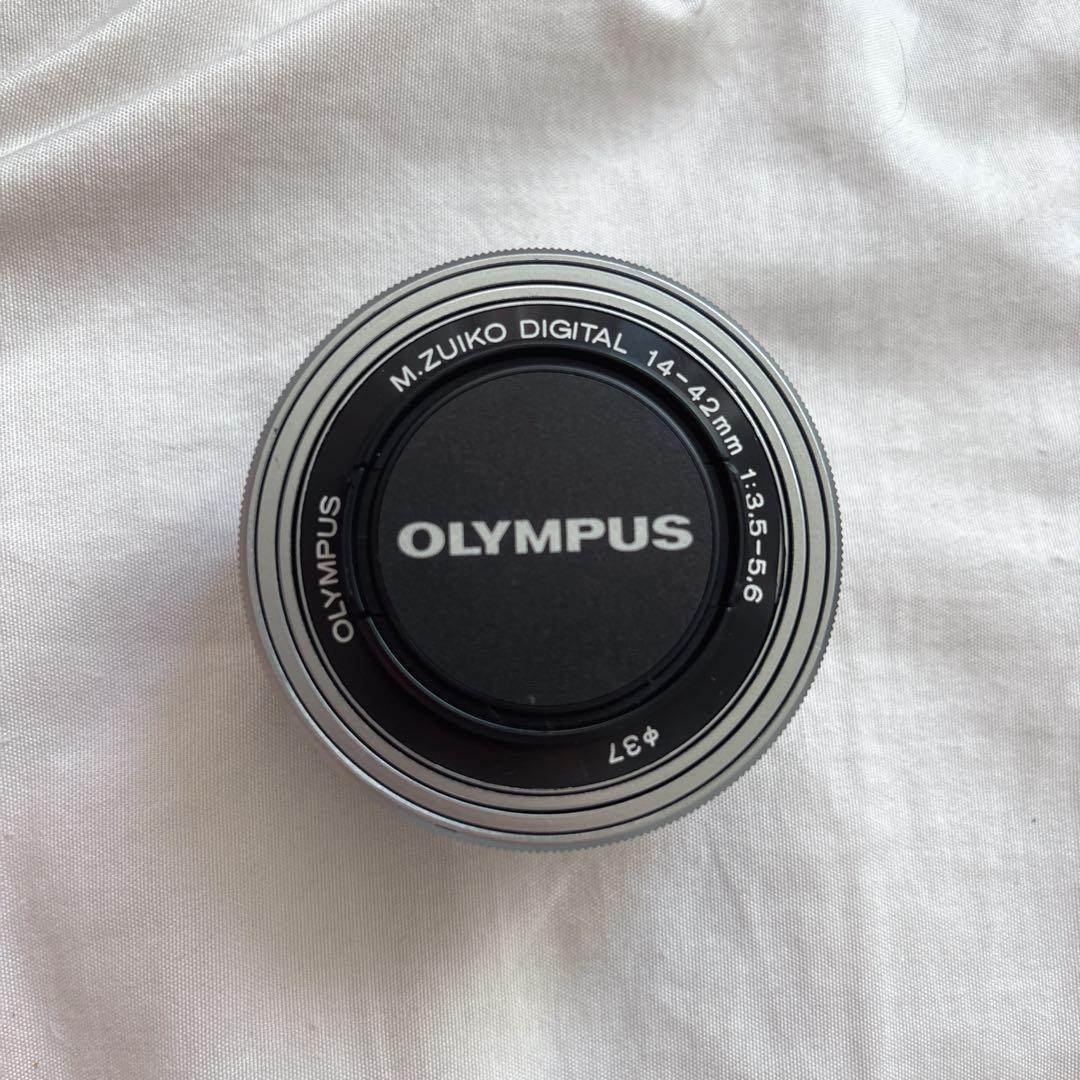 OLYMPUS M.ZUIKO DIGITAL 14-42mm 1:3.5-5.6
OLYMPUS
ϕ37